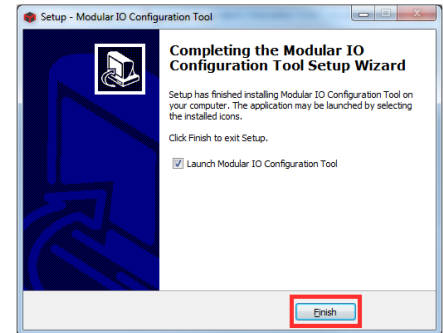 Setup - Modular IO Configuration Tool
Completing the Modular IO
Configuration Tool Setup Wizard
Setup has finished installing Modular IO Configuration Tool on
your computer. The application may be launched by selecting
the installed icons.
Click Finish to exit Setup.
Launch Modular IO Configuration Tool
Finish